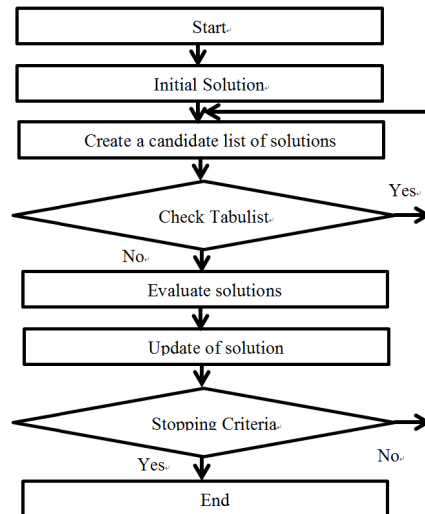 Start
Initial Solution
Create a candidate list of solutions
Yes
Check Tabulist
No
Evaluate solutions
Update of solution
Stopping Criteria
No
Yes
End